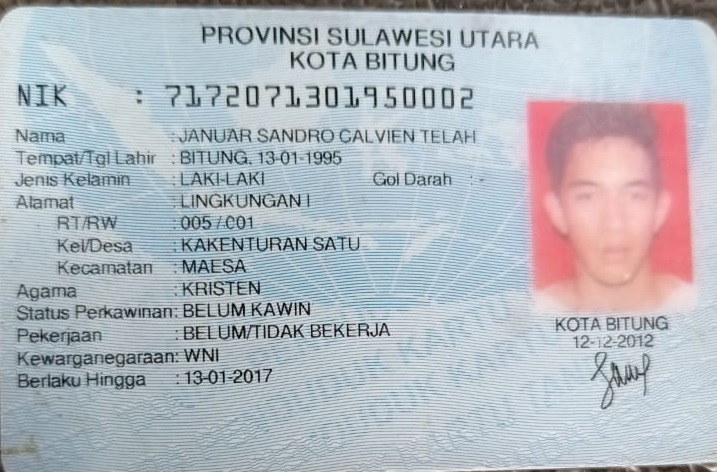 PROVINSI SULAWESI UTARA
KOTA BITUNG
NIK : 7172071301950002
Nama : JANUAR SANDRO CALVIEN TELAH
Tempat/Tgl Lahir : BITUNG, 13-01-1995
Jenis Kelamin : LAKI-LAKI Gol Darah : -
Alamat : LINGKUNGAN I
RT/RW : 005/001
Kel/Desa : KAKENTURAN SATU
Kecamatan : MAESA
Agama : KRISTEN
Status Perkawinan: BELUM KAWIN
Pekerjaan : BELUM/TIDAK BEKERJA
Kewarganegaraan: WNI
Berlaku Hingga : 13-01-2017
KOTA BITUNG
12-12-2012